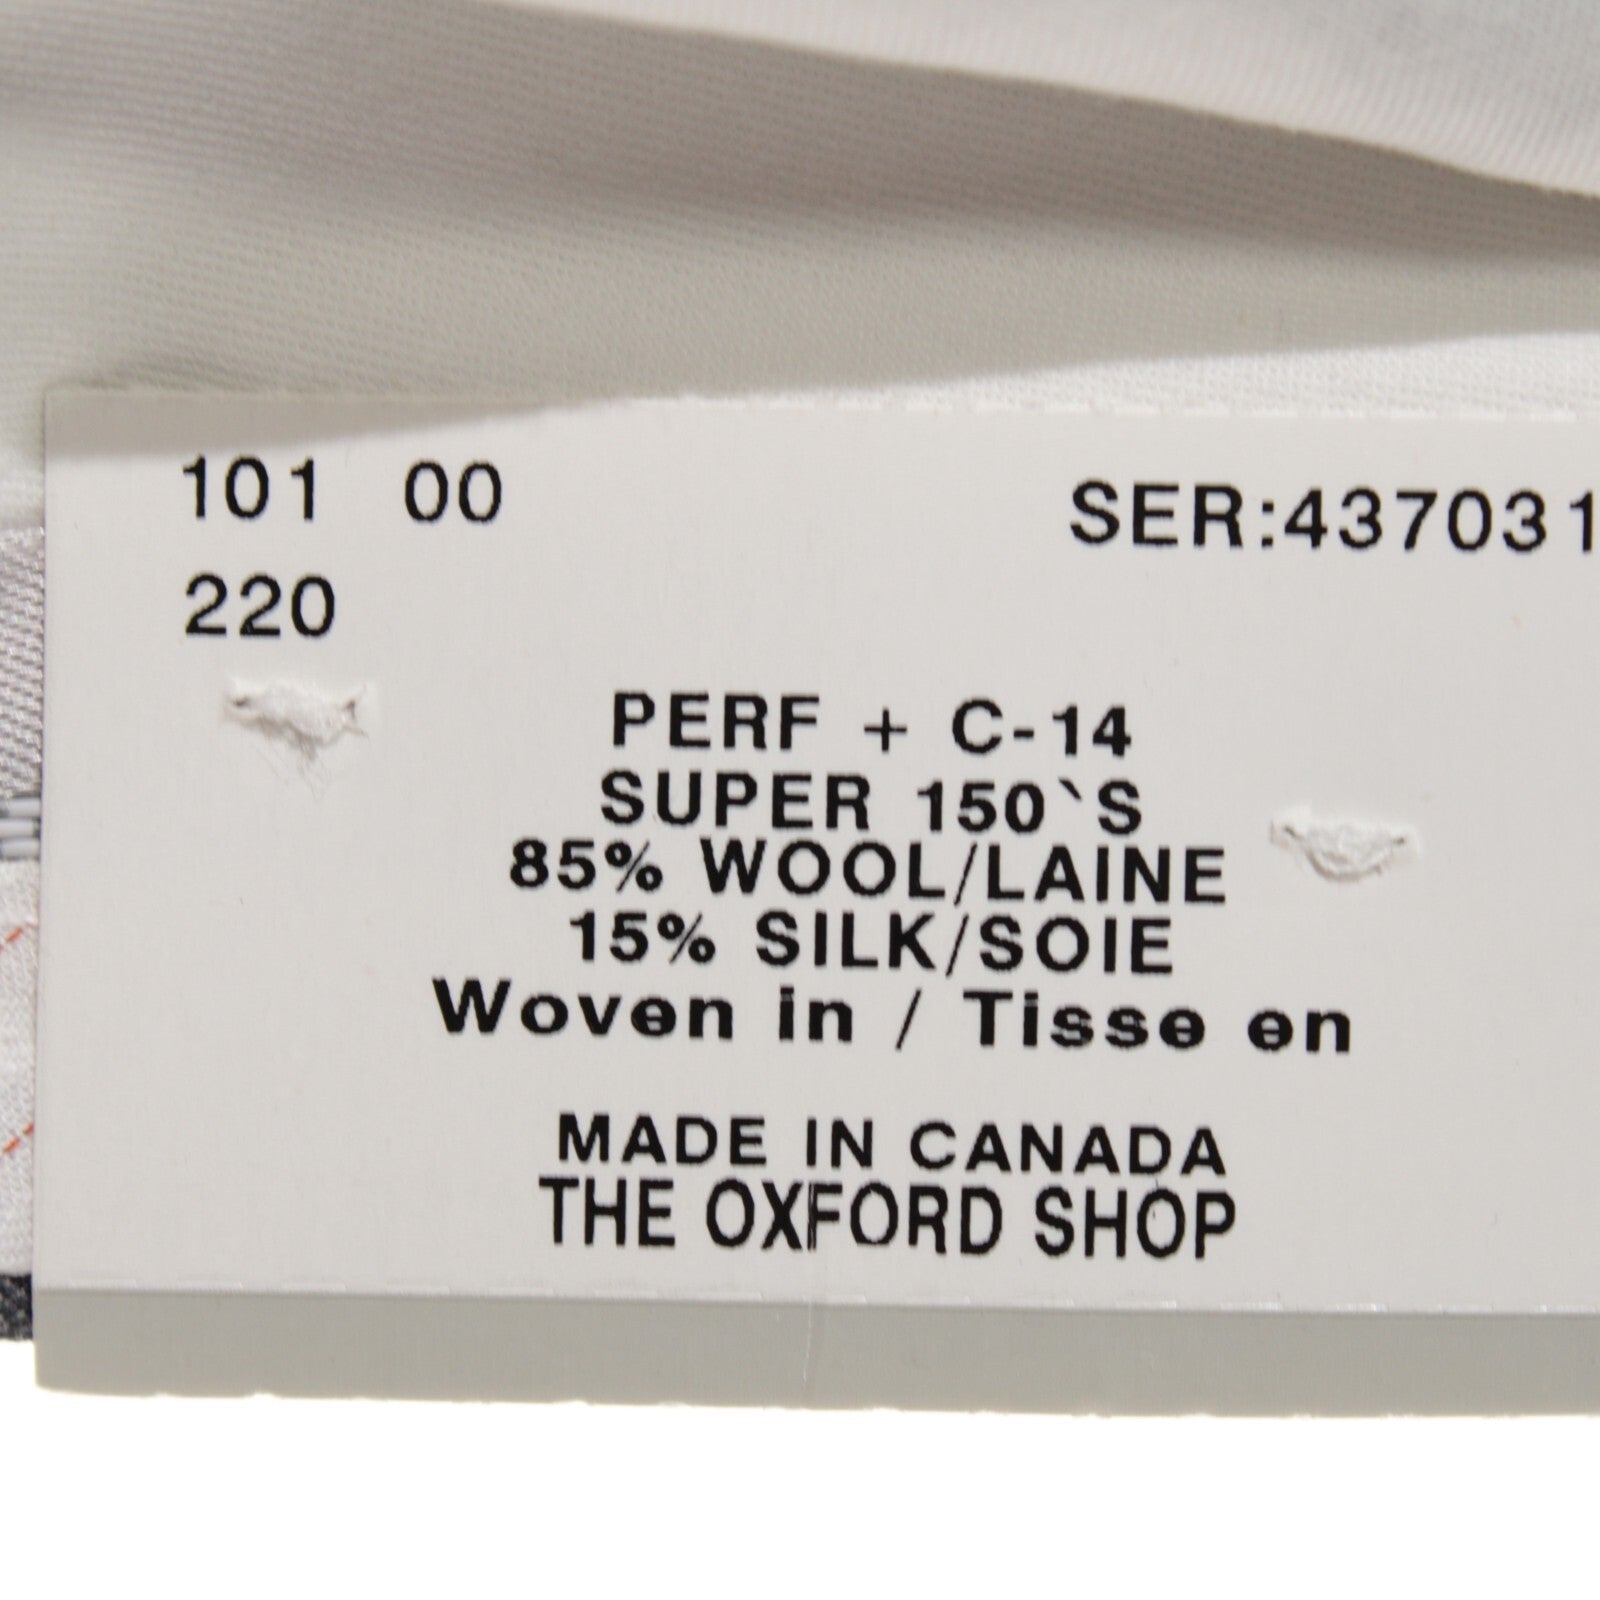 101 00
SER:437031
220
PERF + C-14
SUPER 150`S
85% WOOL/LAINE
15% SILK/SOIE
Woven in / Tisse en
MADE IN CANADA
THE OXFORD SHOP